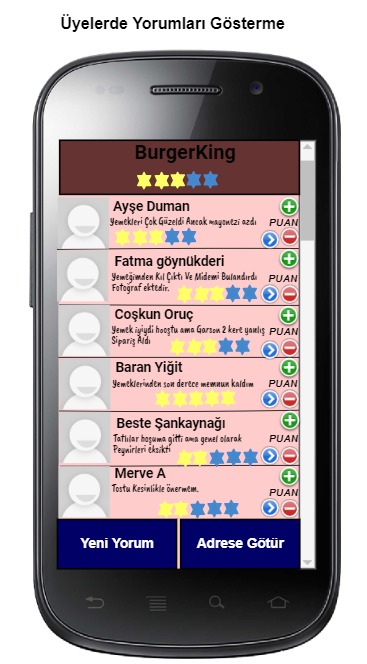 Üyelerde Yorumları Gösterme
BurgerKing
Ayşe Duman
Yemekleri Çok Güzeldi Ancak mayonezi azdı
PUAN
Fatma göynükderi
Yemeğimden Kıl Çıktı Ve Midemi Bulandırdı
Fotoğraf ektedir.
PUAN
Coşkun Oruç
Yemek iyiydi hoostu ama Garson 2 kere yanlış
Sipariş Aldı
PUAN
Baran Yiğit
Yemeklerinden son derece memnun kaldım
PUAN
Beste Şankaynağı
Tatlılar hoşuma gitti ama genel olarak
Peynirleri eksikti
PUAN
Merve A
Tostu Kesinlikle önermem.
PUAN
Yeni Yorum
Adrese Götür